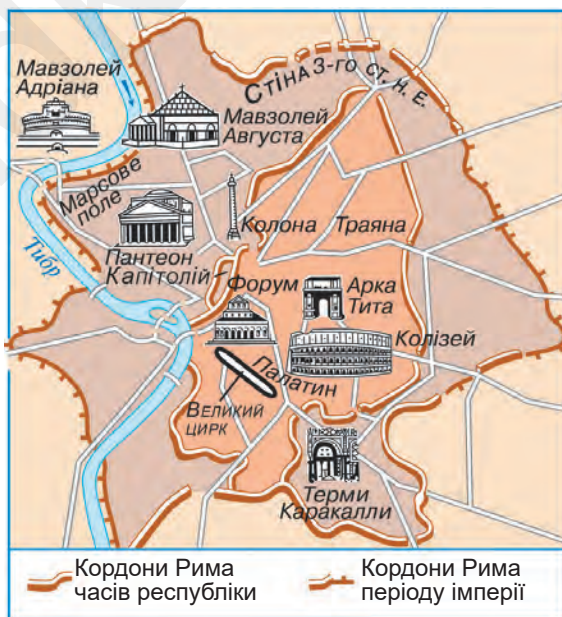 Мавзолей
Адріана
Стіна 3-го ст. н. е.
Мавзолей
Августа
Марсове
поле
Колона Траяна
Тибр
Пантеон
Капітолій
Форум
Арка
Тита
Колізей
Палатин
Великий
цирк
Терми
Каракалли
Кордони Рима
часів республіки
Кордони Рима
періоду імперії